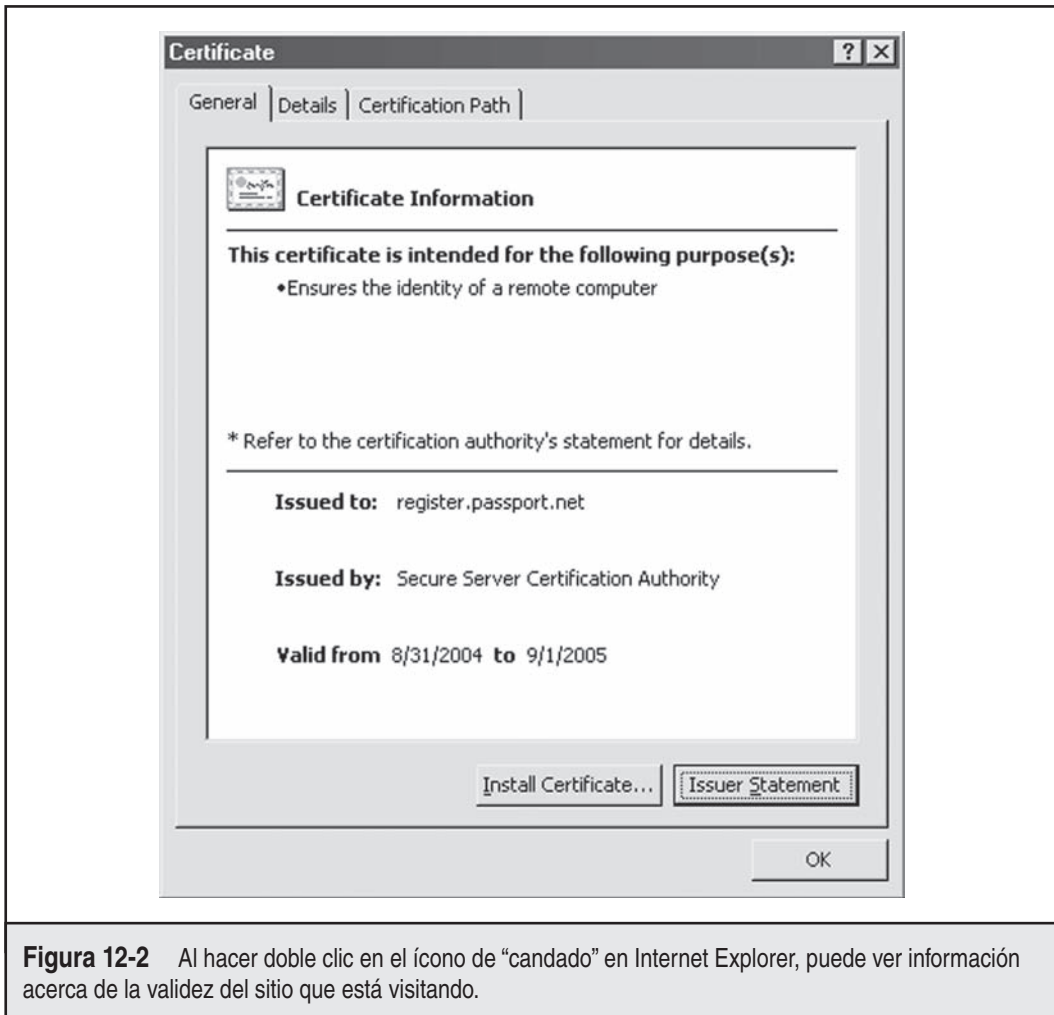 Certificate
General Details Certification Path
Certificate Information
This certificate is intended for the following purpose(s):
•Ensures the identity of a remote computer
* Refer to the certification authority's statement for details.
Issued to: register.passport.net
Issued by: Secure Server Certification Authority
Valid from 8/31/2004 to 9/1/2005
Install Certificate... Issuer Statement
OK
Figura 12-2 Al hacer doble clic en el ícono de “candado” en Internet Explorer, puede ver información
acerca de la validez del sitio que está visitando.